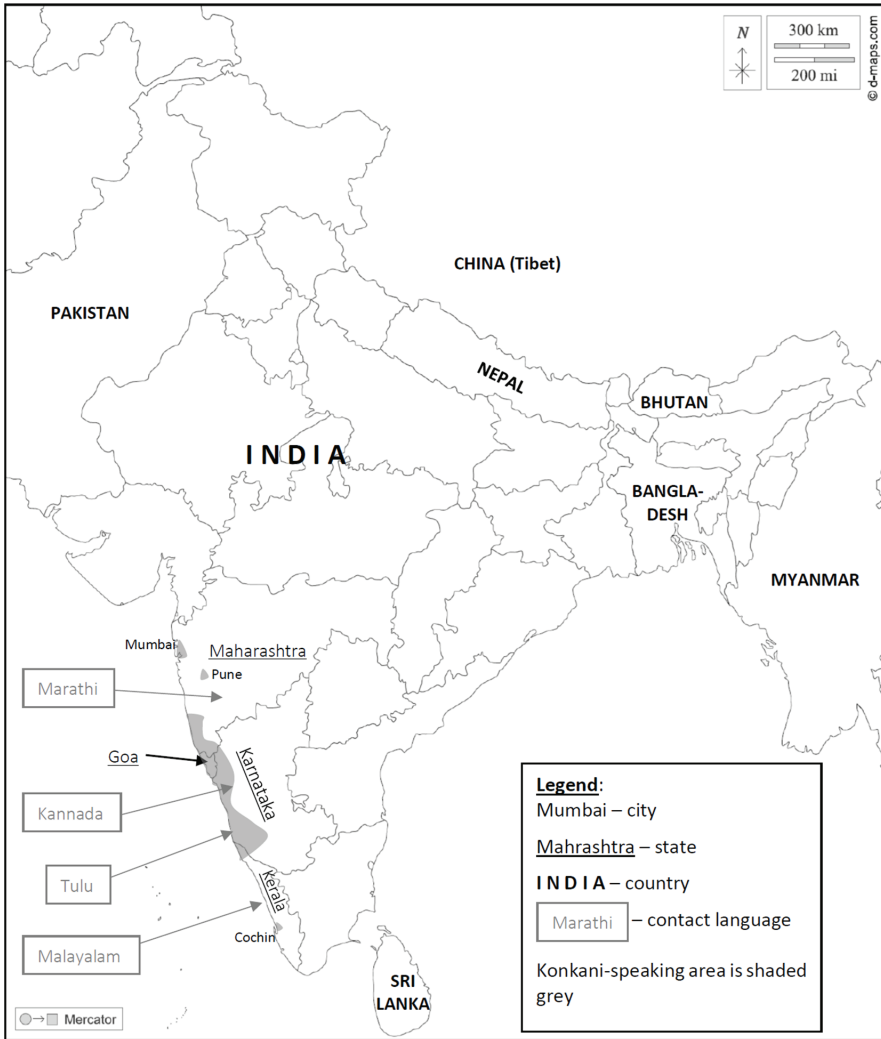 N
300 km
200 mi
© d-maps.com
CHINA (Tibet)
PAKISTAN
NEPAL
BHUTAN
I N D I A
BANGLA-
DESH
MYANMAR
Mumbai
Maharashtra
Pune
Marathi
Goa
Karnataka
Kannada
Tulu
Kerala
Malayalam
Cochin
SRI
LANKA
Legend:
Mumbai – city
Mahrashtra – state
I N D I A – country
Marathi – contact language
Konkani-speaking area is shaded
grey
Mercator